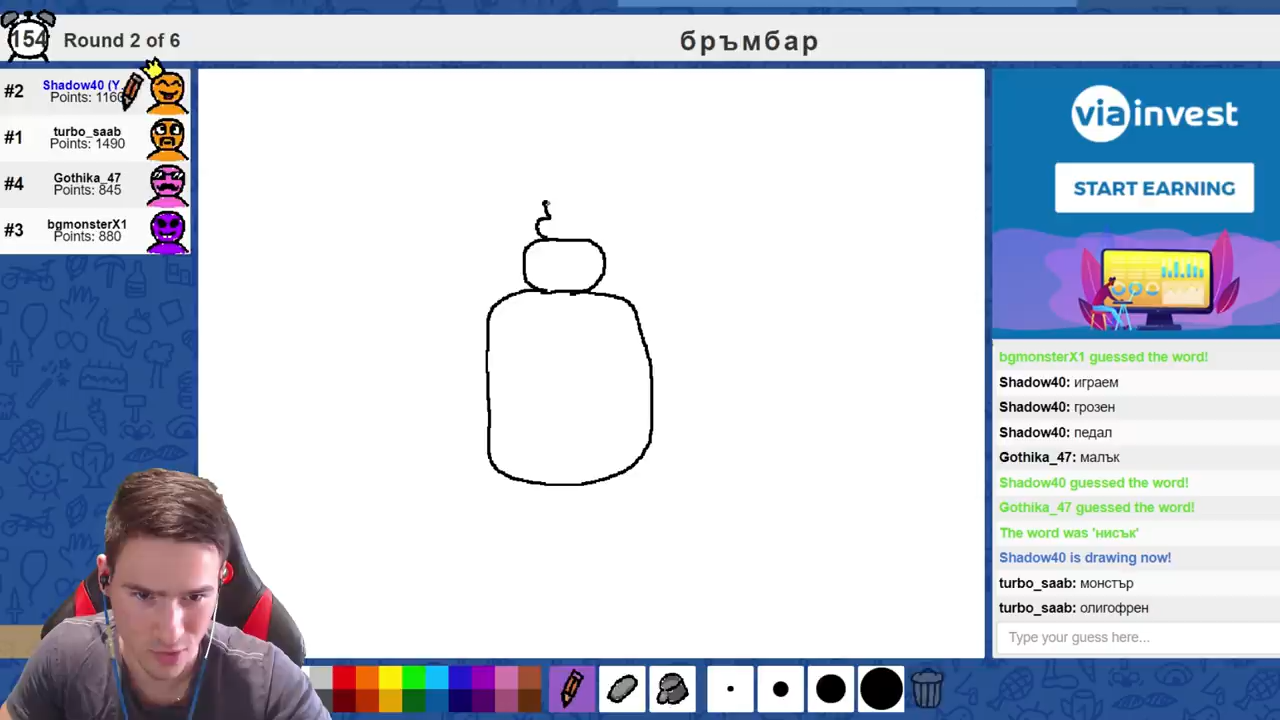 154
Round 2 of 6
бръмбар
#2
Shadow40 (Y
Points: 1160
#1
turbo_saab
Points: 1490
#4
Gothika_47
Points: 845
#3
bgmonsterX1
Points: 880
viainvest
START EARNING
bgmonsterX1 guessed the word!
Shadow40: играем
Shadow40: грозен
Shadow40: педал
Gothika_47: малък
Shadow40 guessed the word!
Gothika_47 guessed the word!
The word was 'нисък'
Shadow40 is drawing now!
turbo_saab: монстър
turbo_saab: олигофрен
Type your guess here...